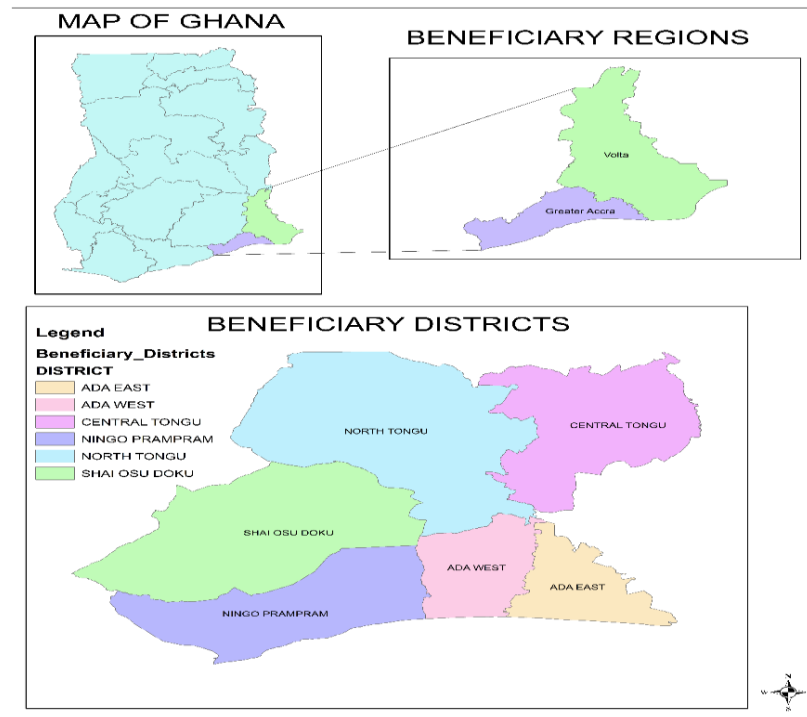 MAP OF GHANA
BENEFICIARY REGIONS
Volta
Greater Accra
BENEFICIARY DISTRICTS
Legend
Beneficiary_Districts
DISTRICT
ADA EAST
ADA WEST
CENTRAL TONGU
NINGO PRAMPRAM
NORTH TONGU
SHAI OSU DOKU
NORTH TONGU
CENTRAL TONGU
SHAI OSU DOKU
ADA WEST
ADA EAST
NINGO PRAMPRAM
N
W E
S